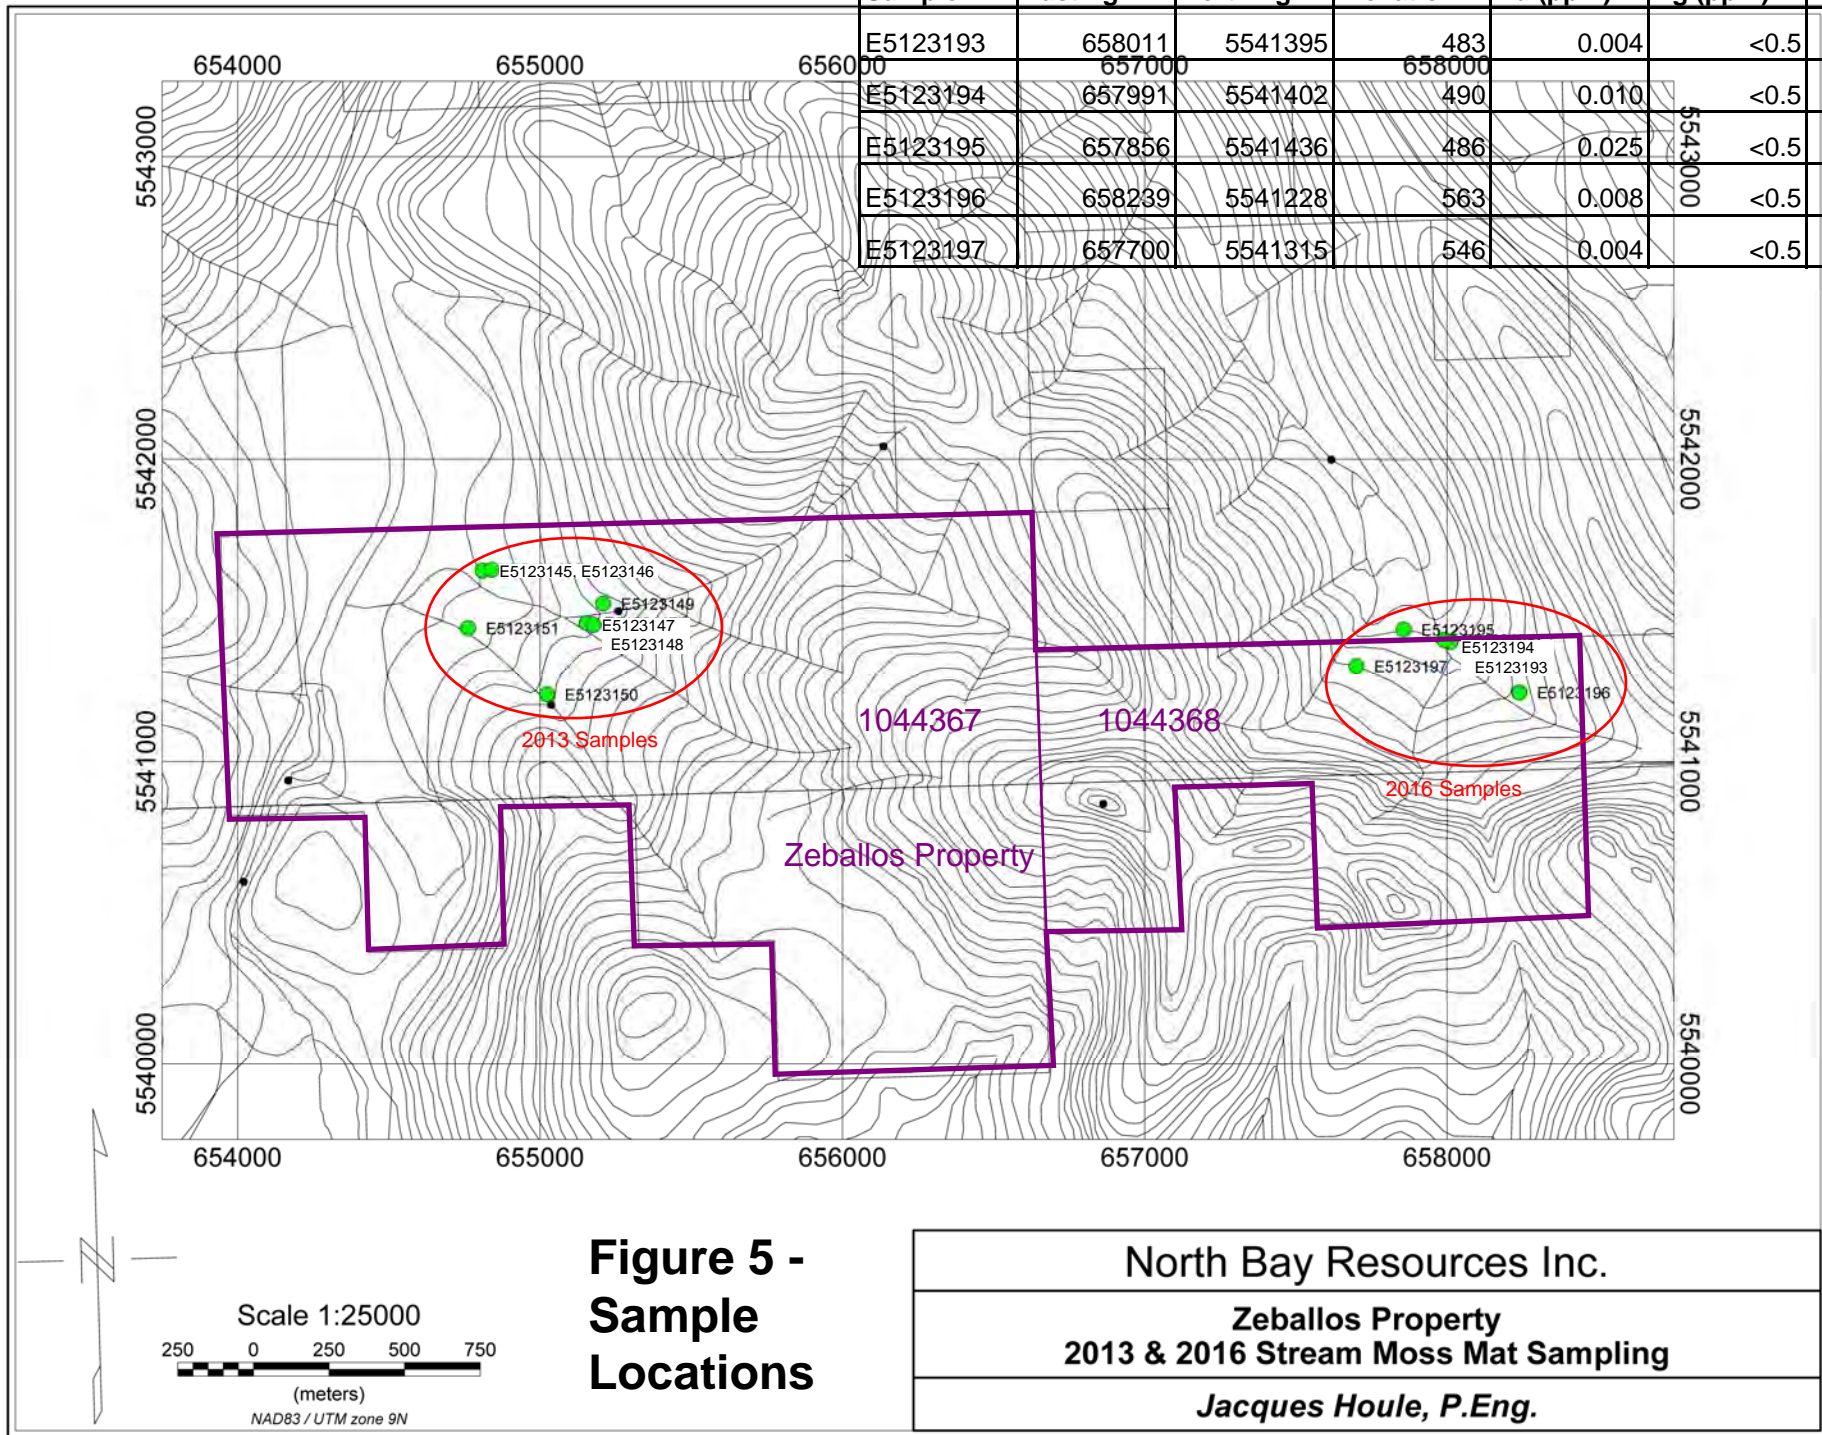 E5123193 658011 5541395 483 0.004 <0.5
E5123194 657991 5541402 490 0.010 <0.5
E5123195 657856 5541436 486 0.025 <0.5
E5123196 658239 5541228 563 0.008 <0.5
E5123197 657700 5541315 546 0.004 <0.5
654000 655000 656000 657000 658000
5543000
5543000
5542000
5542000
E5123145, E5123146
E5123149
E5123147
E5123148
E5123151
E5123150
2013 Samples
E5123195
E5123194
E5123193
E5123197
E5123196
2016 Samples
1044367
1044368
Zeballos Property
5541000
5541000
5540000
5540000
654000 655000 656000 657000 658000
N
Scale 1:25000
250 0 250 500 750
(meters)
NAD83 / UTM zone 9N
Figure 5 -
Sample
Locations
North Bay Resources Inc.
Zeballos Property
2013 & 2016 Stream Moss Mat Sampling
Jacques Houle, P.Eng.